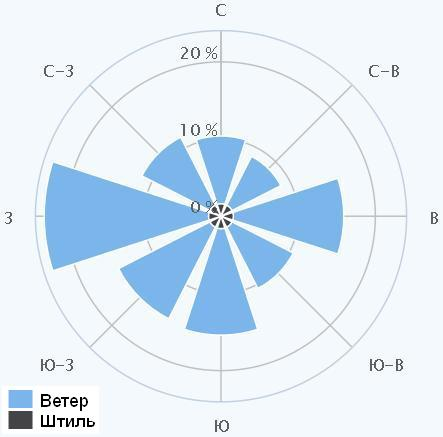 С
20 %
С-З
С-В
10 %
0 %
З
В
Ю-З
Ю-В
Ю
Ветер
Штиль